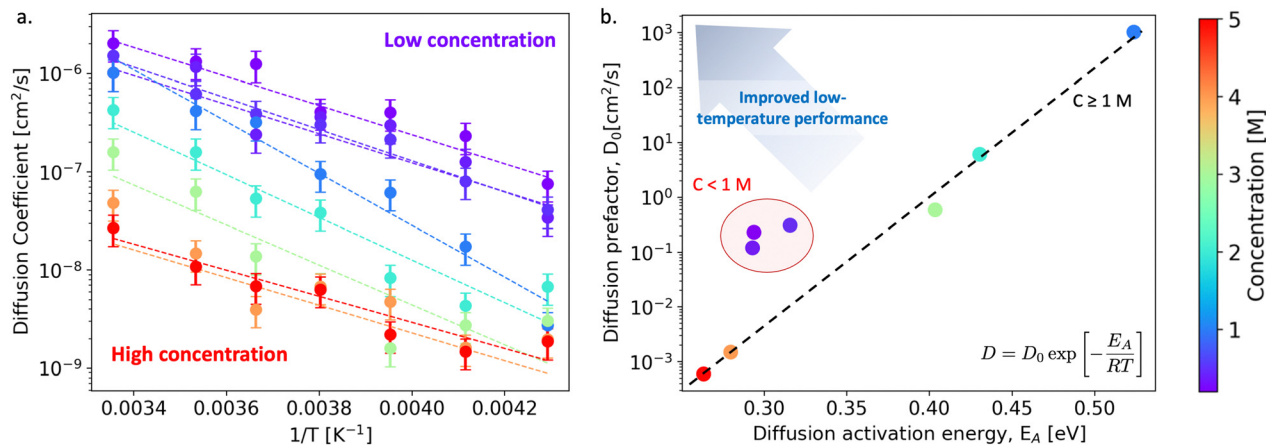 a.
Low concentration
High concentration
Diffusion Coefficient [cm²/s]
10⁻⁶
10⁻⁷
10⁻⁸
10⁻⁹
0.0034 0.0036 0.0038 0.0040 0.0042
1/T [K⁻¹]
b.
Improved low-
temperature performance
C ≥ 1 M
C < 1 M
D = D₀ exp [-E_A/RT]
Diffusion prefactor, D₀[cm²/s]
10³
10²
10¹
10⁰
10⁻¹
10⁻²
10⁻³
0.30 0.35 0.40 0.45 0.50
Diffusion activation energy, E_A [eV]
5
4
3
2
1
Concentration [M]